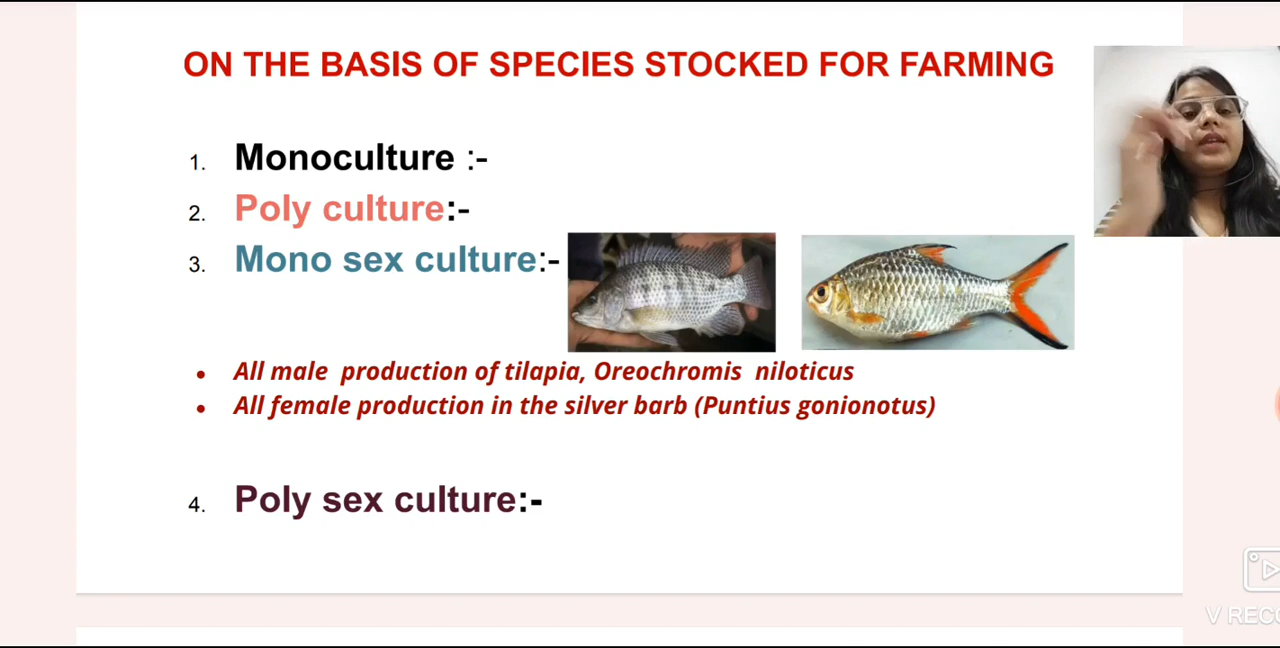 ON THE BASIS OF SPECIES STOCKED FOR FARMING
1. Monoculture :-
2. Poly culture:-
3. Mono sex culture:-
• All male production of tilapia, Oreochromis niloticus
• All female production in the silver barb (Puntius gonionotus)
4. Poly sex culture:-
V REC